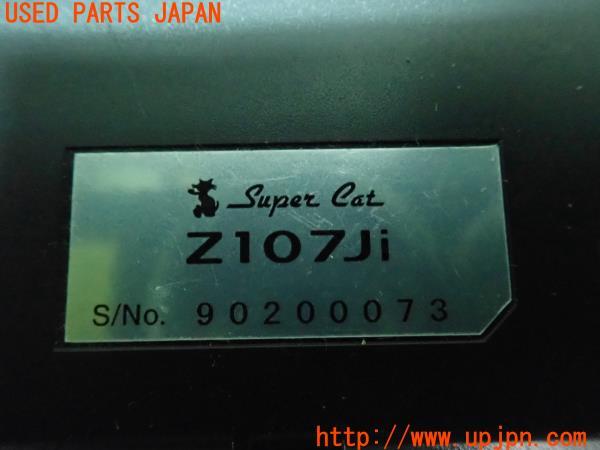 USED PARTS JAPAN
Super Cat
Z107Ji
S/No. 90200073
http://www.upjpn.com